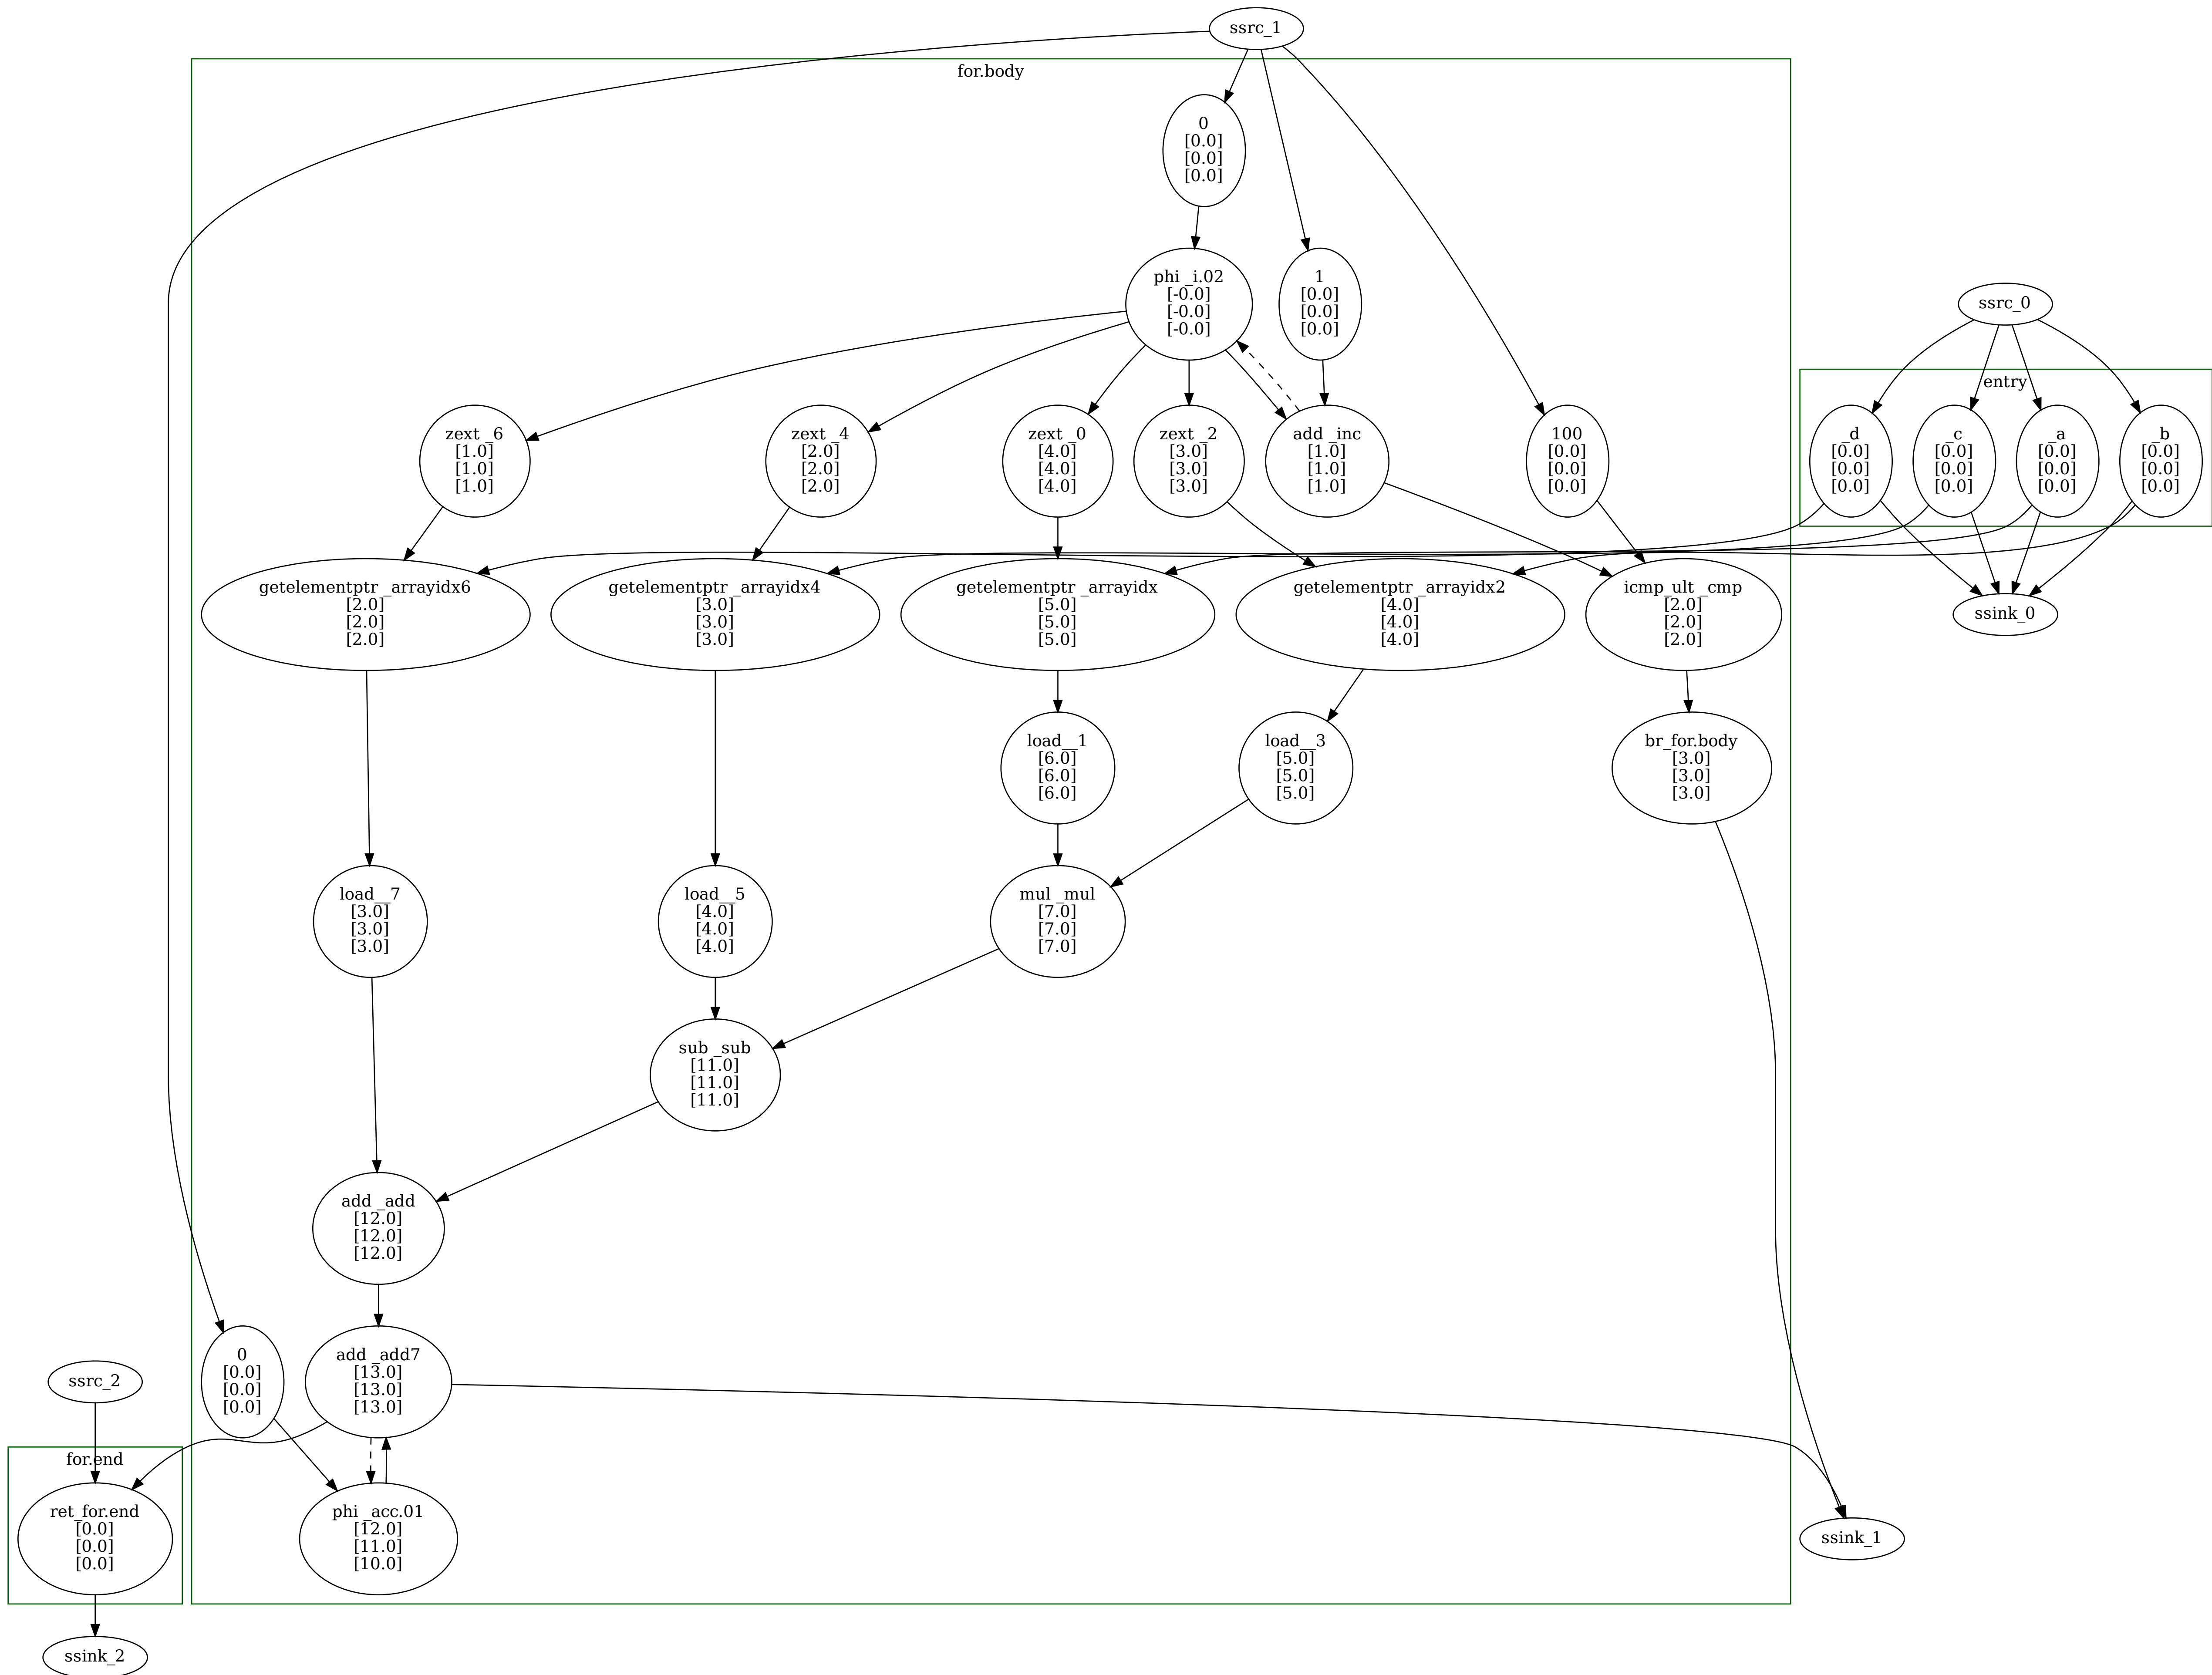 ssrc_1
for.body
0
[0.0]
[0.0]
[0.0]
phi _i.02
[-0.0]
[-0.0]
[-0.0]
1
[0.0]
[0.0]
[0.0]
ssrc_0
entry
zext _6
[1.0]
[1.0]
[1.0]
zext _4
[2.0]
[2.0]
[2.0]
zext _0
[4.0]
[4.0]
[4.0]
zext _2
[3.0]
[3.0]
[3.0]
add _inc
[1.0]
[1.0]
[1.0]
100
[0.0]
[0.0]
[0.0]
_d
[0.0]
[0.0]
[0.0]
_c
[0.0]
[0.0]
[0.0]
_a
[0.0]
[0.0]
[0.0]
_b
[0.0]
[0.0]
[0.0]
getelementptr _arrayidx6
[2.0]
[2.0]
[2.0]
getelementptr _arrayidx4
[3.0]
[3.0]
[3.0]
getelementptr _arrayidx
[5.0]
[5.0]
[5.0]
getelementptr _arrayidx2
[4.0]
[4.0]
[4.0]
icmp_ult _cmp
[2.0]
[2.0]
[2.0]
ssink_0
load__1
[6.0]
[6.0]
[6.0]
load__3
[5.0]
[5.0]
[5.0]
br_for.body
[3.0]
[3.0]
[3.0]
load__7
[3.0]
[3.0]
[3.0]
load__5
[4.0]
[4.0]
[4.0]
mul _mul
[7.0]
[7.0]
[7.0]
sub _sub
[11.0]
[11.0]
[11.0]
add _add
[12.0]
[12.0]
[12.0]
ssrc_2
0
[0.0]
[0.0]
[0.0]
add _add7
[13.0]
[13.0]
[13.0]
for.end
ret_for.end
[0.0]
[0.0]
[0.0]
phi _acc.01
[12.0]
[11.0]
[10.0]
ssink_1
ssink_2